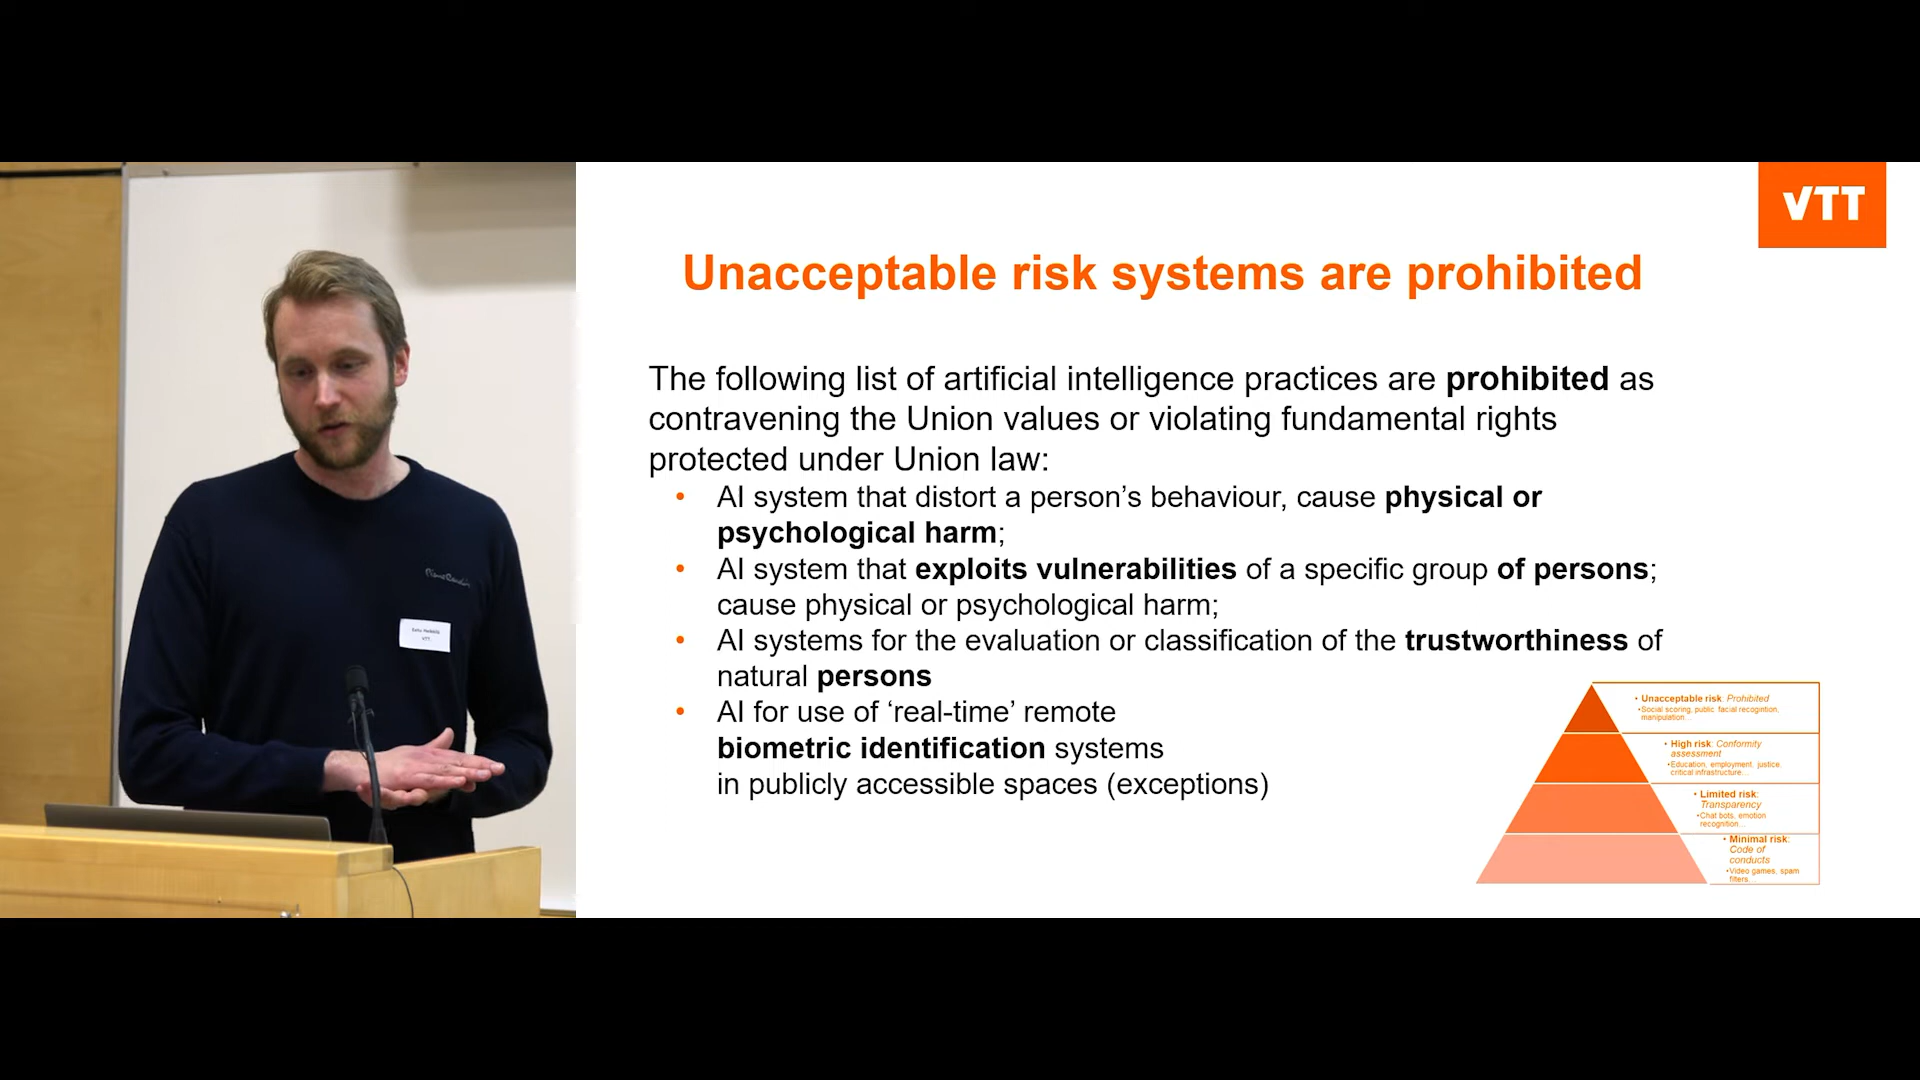 VTT
Unacceptable risk systems are prohibited
The following list of artificial intelligence practices are prohibited as
contravening the Union values or violating fundamental rights
protected under Union law:
• AI system that distort a person’s behaviour, cause physical or
psychological harm;
• AI system that exploits vulnerabilities of a specific group of persons;
cause physical or psychological harm;
• AI systems for the evaluation or classification of the trustworthiness of
natural persons
• AI for use of ‘real-time’ remote
biometric identification systems
in publicly accessible spaces (exceptions)
• Unacceptable risk: Prohibited
•Social scoring, public facial recogintion,
manipulation…
• High risk: Conformity
assessment
•Education, employment, justice,
critical infrastructure…
• Limited risk:
Transparency
•Chat bots, emotion
recognition…
• Minimal risk:
Code of
conducts
•Video games, spam
filters…
Pierre Cardin
VTT